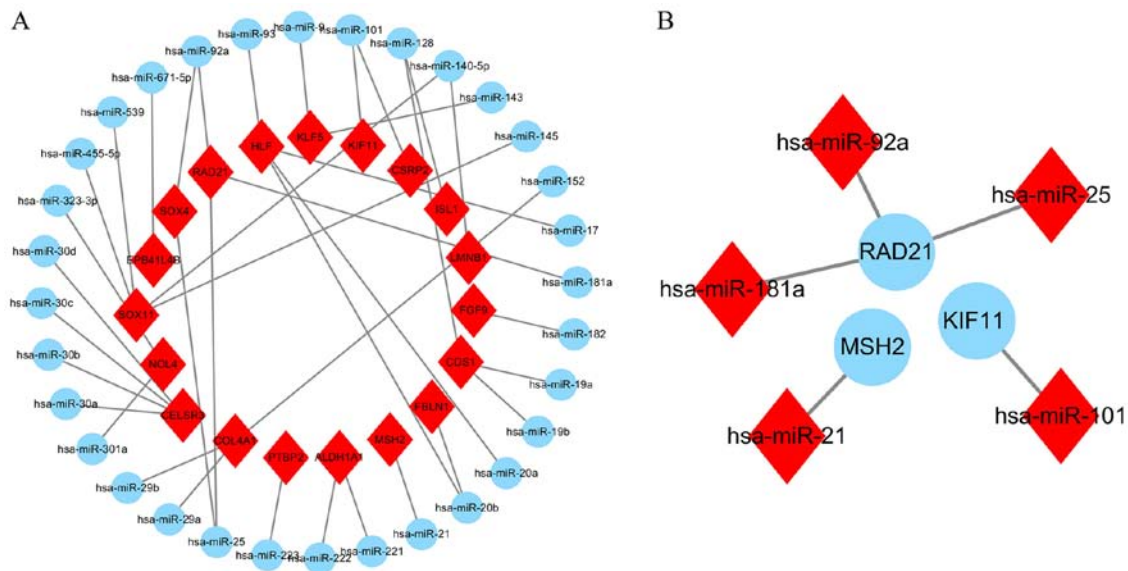 A
hsa-miR-93
hsa-miR-9
hsa-miR-101
hsa-miR-92a
hsa-miR-128
hsa-miR-671-5p
hsa-miR-140-5p
hsa-miR-539
hsa-miR-143
hsa-miR-455-5p
hsa-miR-145
hsa-miR-323-3p
hsa-miR-152
hsa-miR-30d
hsa-miR-17
hsa-miR-30c
hsa-miR-181a
hsa-miR-30b
hsa-miR-182
hsa-miR-30a
hsa-miR-19a
hsa-miR-301a
hsa-miR-19b
hsa-miR-29b
hsa-miR-20a
hsa-miR-29a
hsa-miR-20b
hsa-miR-25
hsa-miR-21
hsa-miR-223
hsa-miR-222
hsa-miR-221
HLF
KLF5
KIF11
RAD21
CSRP2
SOX4
ISL1
EPB41L4B
LMNB1
SOX11
FGF9
NOL4
CDS1
CELSR3
FBLN1
COL4A1
MSH2
PTBP2
ALDH1A1
B
hsa-miR-92a
hsa-miR-25
RAD21
hsa-miR-181a
KIF11
MSH2
hsa-miR-21
hsa-miR-101